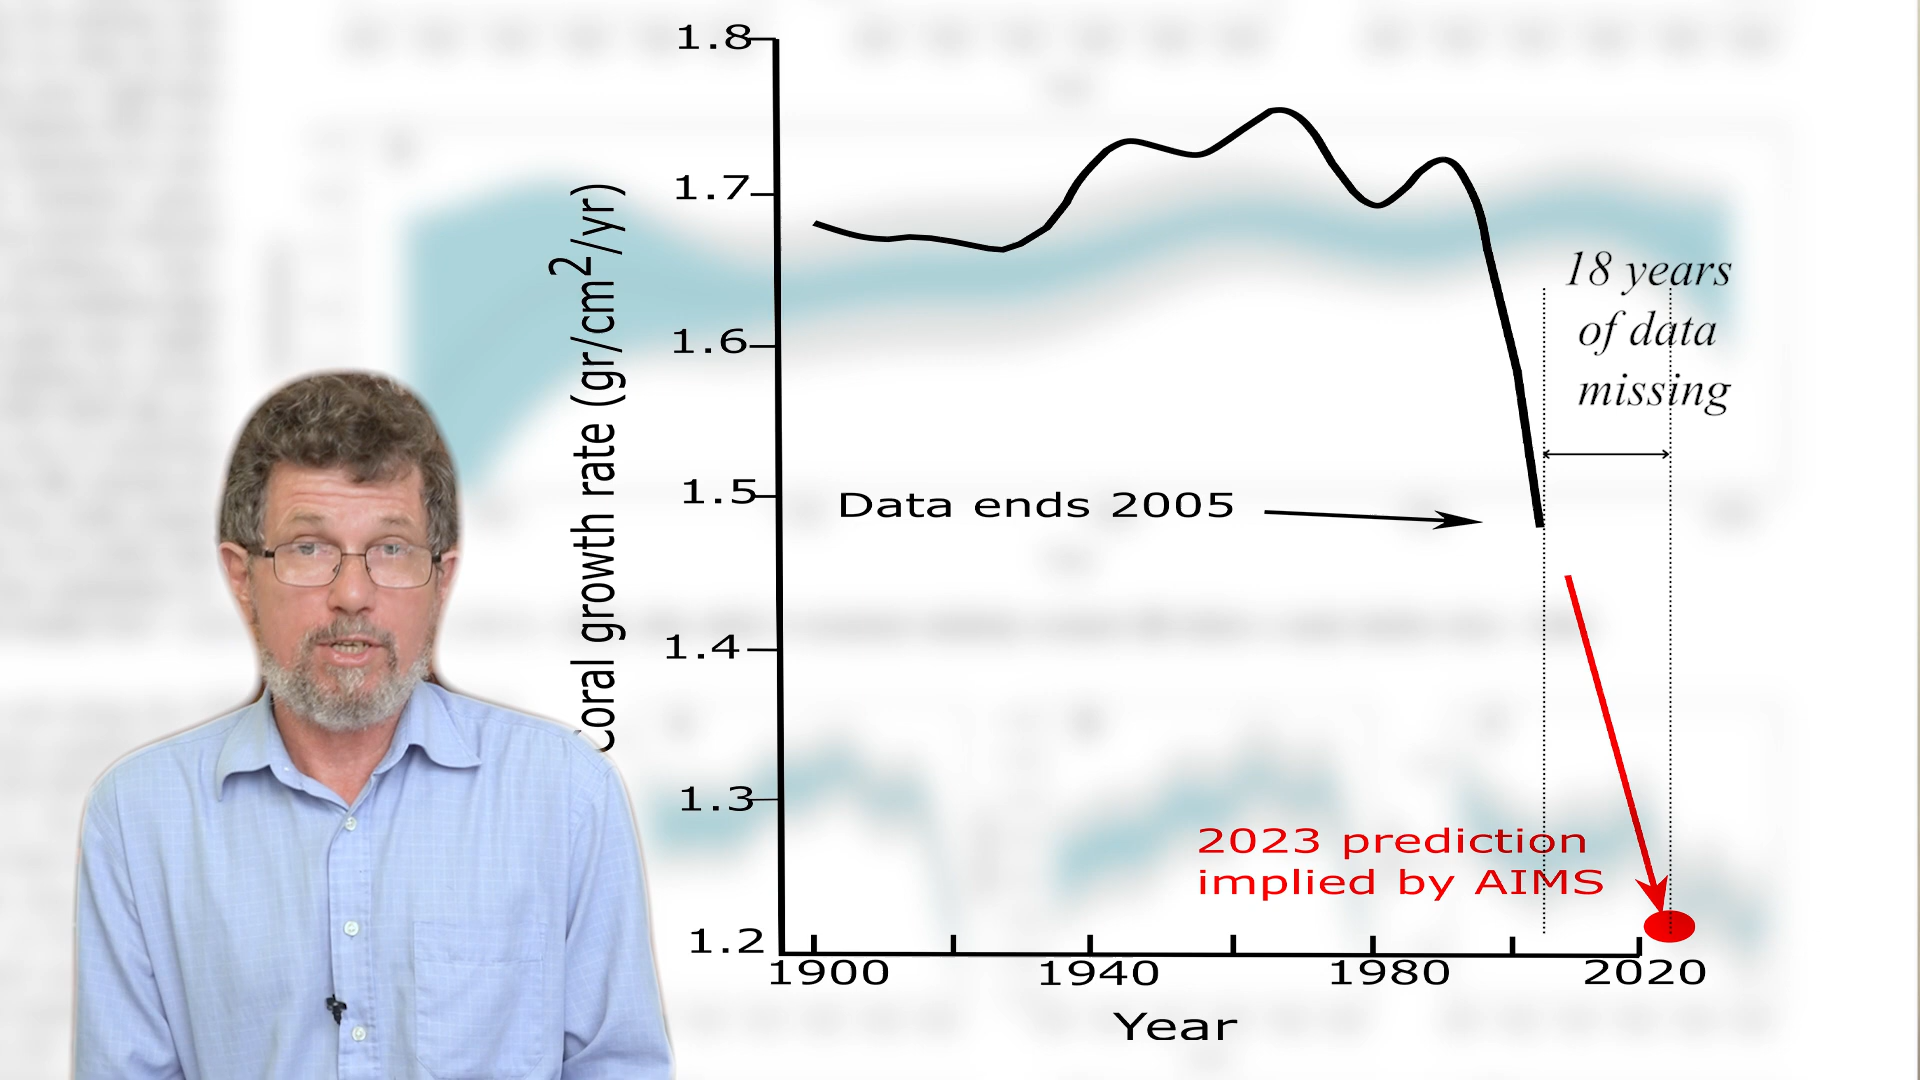 1.8
1.7
1.6
1.5
1.4
1.3
1.2
Coral growth rate (gr/cm²/yr)
18 years
of data
missing
Data ends 2005
2023 prediction
implied by AIMS
1900 1940 1980 2020
Year